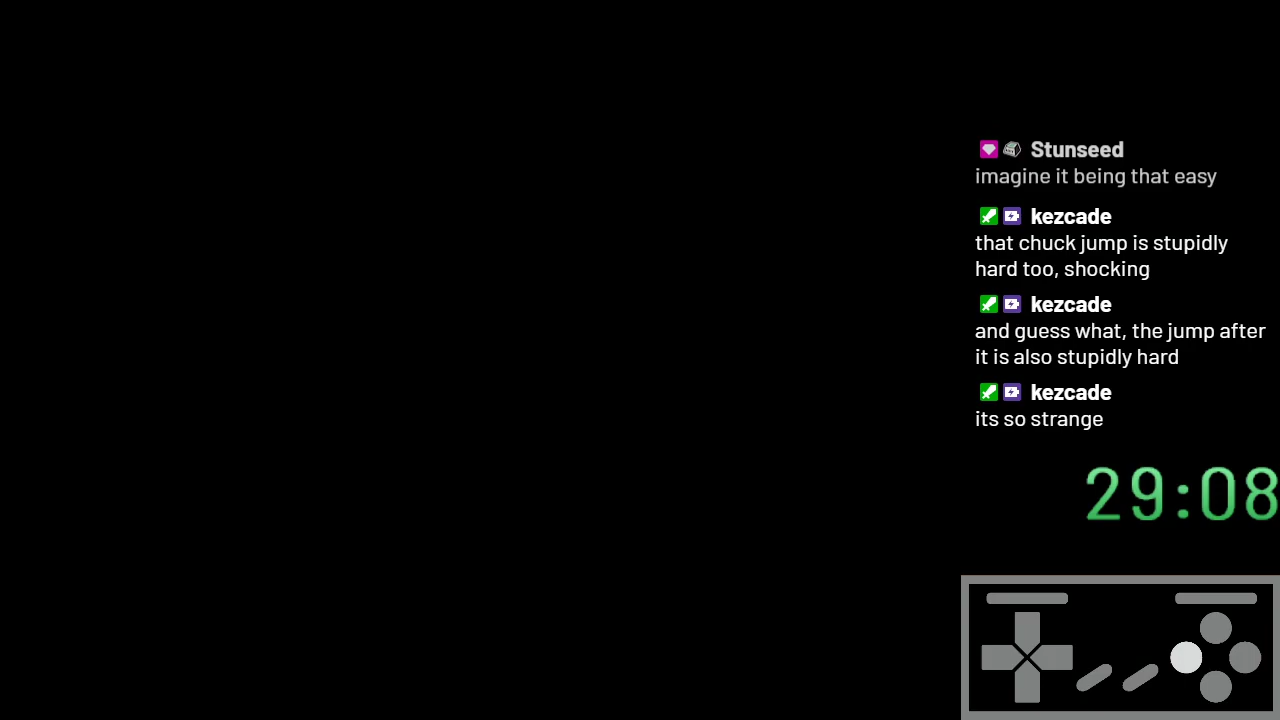 Stunseed
imagine it being that easy
kezcade
that chuck jump is stupidly
hard too, shocking
kezcade
and guess what, the jump after
it is also stupidly hard
kezcade
its so strange
29:08